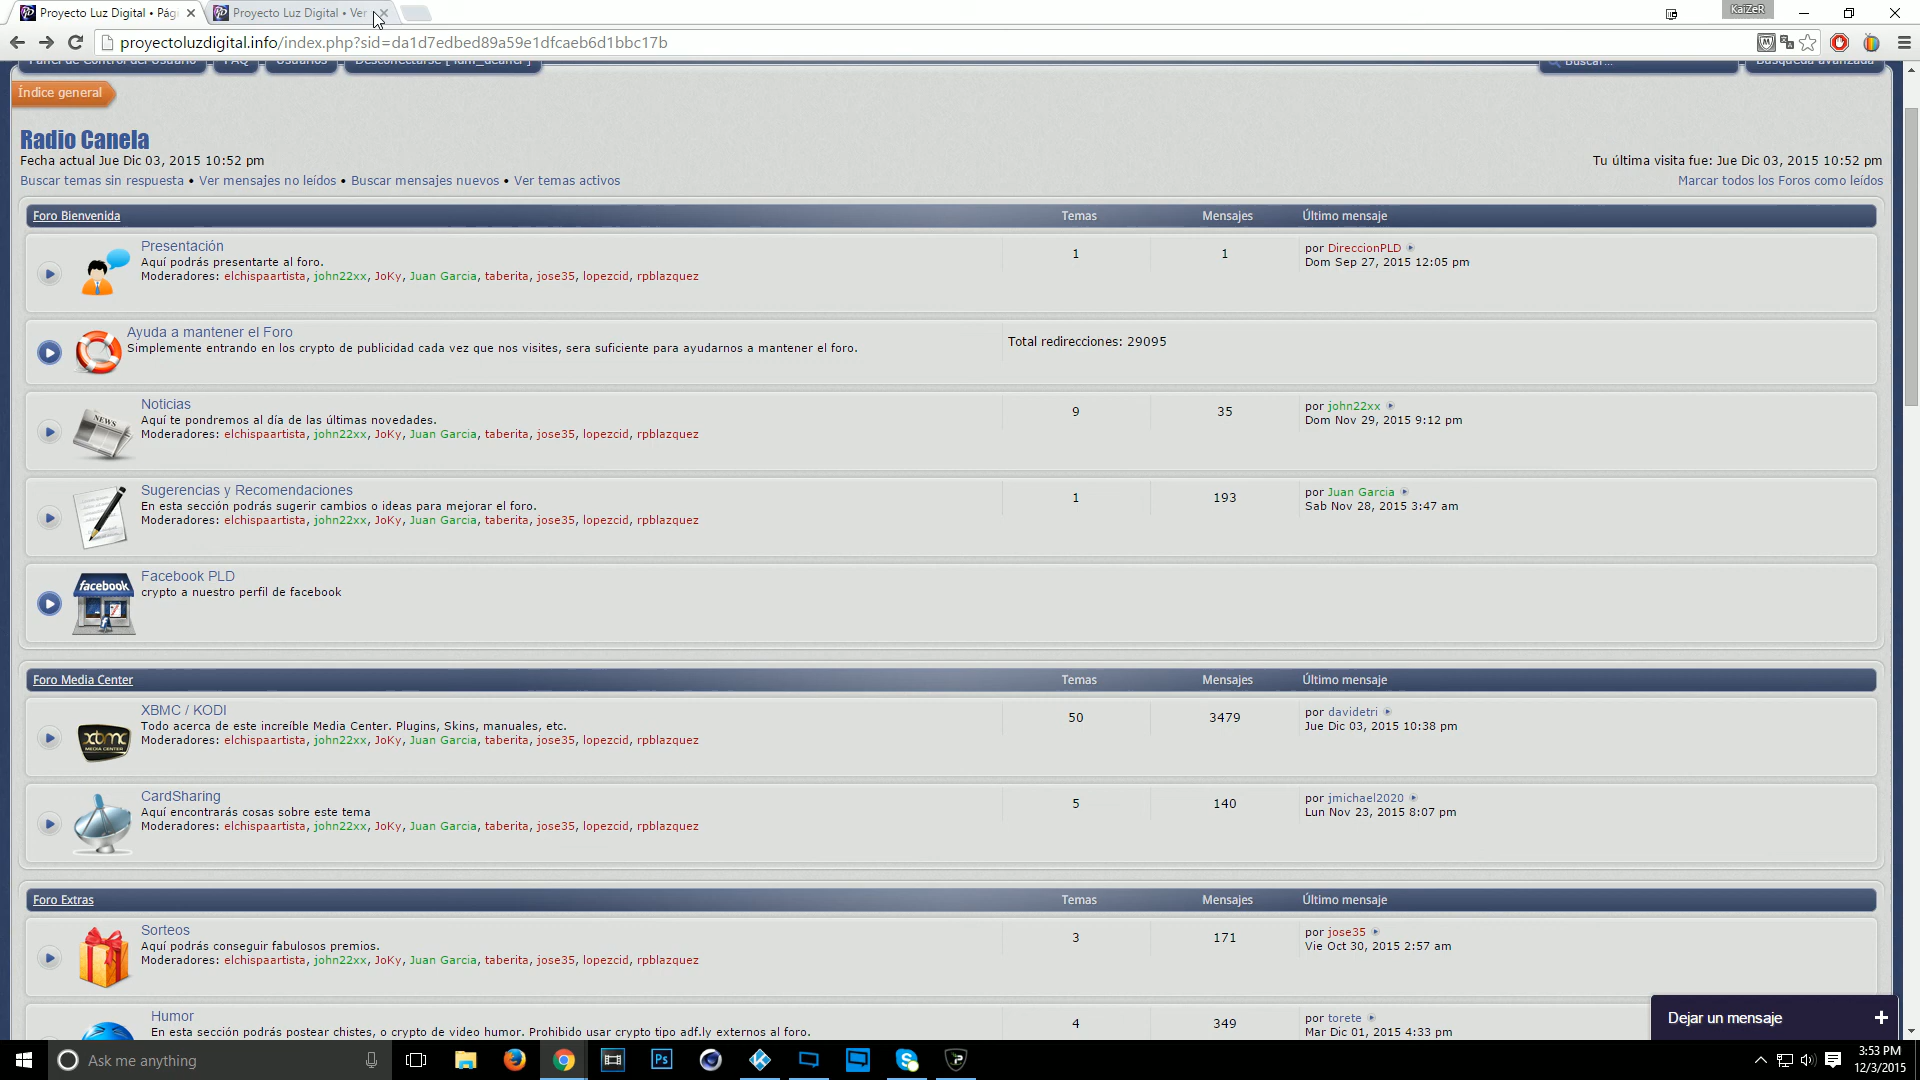 Proyecto Luz Digital • Pági
Proyecto Luz Digital • Ver
KaiZeR
proyectoluzdigital.info/index.php?sid=da1d7edbed89a59e1dfcaeb6d1bbc17b
Panel de Control del Usuario
FAQ
Usuarios
Buscar...
Búsqueda avanzada
Índice general
Radio Canela
Fecha actual Jue Dic 03, 2015 10:52 pm
Tu última visita fue: Jue Dic 03, 2015 10:52 pm
Buscar temas sin respuesta • Ver mensajes no leídos • Buscar mensajes nuevos • Ver temas activos
Marcar todos los Foros como leídos
Foro Bienvenida Temas Mensajes Último mensaje
Presentación
Aquí podrás presentarte al foro.
Moderadores: elchispaartista, john22xx, JoKy, Juan Garcia, taberita, jose35, lopezcid, rpblazquez
1
1
por DireccionPLD
Dom Sep 27, 2015 12:05 pm
Ayuda a mantener el Foro
Simplemente entrando en los crypto de publicidad cada vez que nos visites, sera suficiente para ayudarnos a mantener el foro.
Total redirecciones: 29095
NEWS
Noticias
Aquí te pondremos al día de las últimas novedades.
Moderadores: elchispaartista, john22xx, JoKy, Juan Garcia, taberita, jose35, lopezcid, rpblazquez
9
35
por john22xx
Dom Nov 29, 2015 9:12 pm
Sugerencias y Recomendaciones
En esta sección podrás sugerir cambios o ideas para mejorar el foro.
Moderadores: elchispaartista, john22xx, JoKy, Juan Garcia, taberita, jose35, lopezcid, rpblazquez
1
193
por Juan Garcia
Sab Nov 28, 2015 3:47 am
facebook
Facebook PLD
crypto a nuestro perfil de facebook
Foro Media Center Temas Mensajes Último mensaje
xbmc
MEDIA CENTER
XBMC / KODI
Todo acerca de este increíble Media Center. Plugins, Skins, manuales, etc.
Moderadores: elchispaartista, john22xx, JoKy, Juan Garcia, taberita, jose35, lopezcid, rpblazquez
50
3479
por davidetri
Jue Dic 03, 2015 10:38 pm
CardSharing
Aquí encontrarás cosas sobre este tema
Moderadores: elchispaartista, john22xx, JoKy, Juan Garcia, taberita, jose35, lopezcid, rpblazquez
5
140
por jmichael2020
Lun Nov 23, 2015 8:07 pm
Foro Extras Temas Mensajes Último mensaje
Sorteos
Aquí podrás conseguir fabulosos premios.
Moderadores: elchispaartista, john22xx, JoKy, Juan Garcia, taberita, jose35, lopezcid, rpblazquez
3
171
por jose35
Vie Oct 30, 2015 2:57 am
Humor
En esta sección podrás postear chistes, o crypto de video humor. Prohibido usar crypto tipo adf.ly externos al foro.
4
349
por torete
Mar Dic 01, 2015 4:33 pm
Dejar un mensaje +
Ask me anything
Ps
3:53 PM
12/3/2015